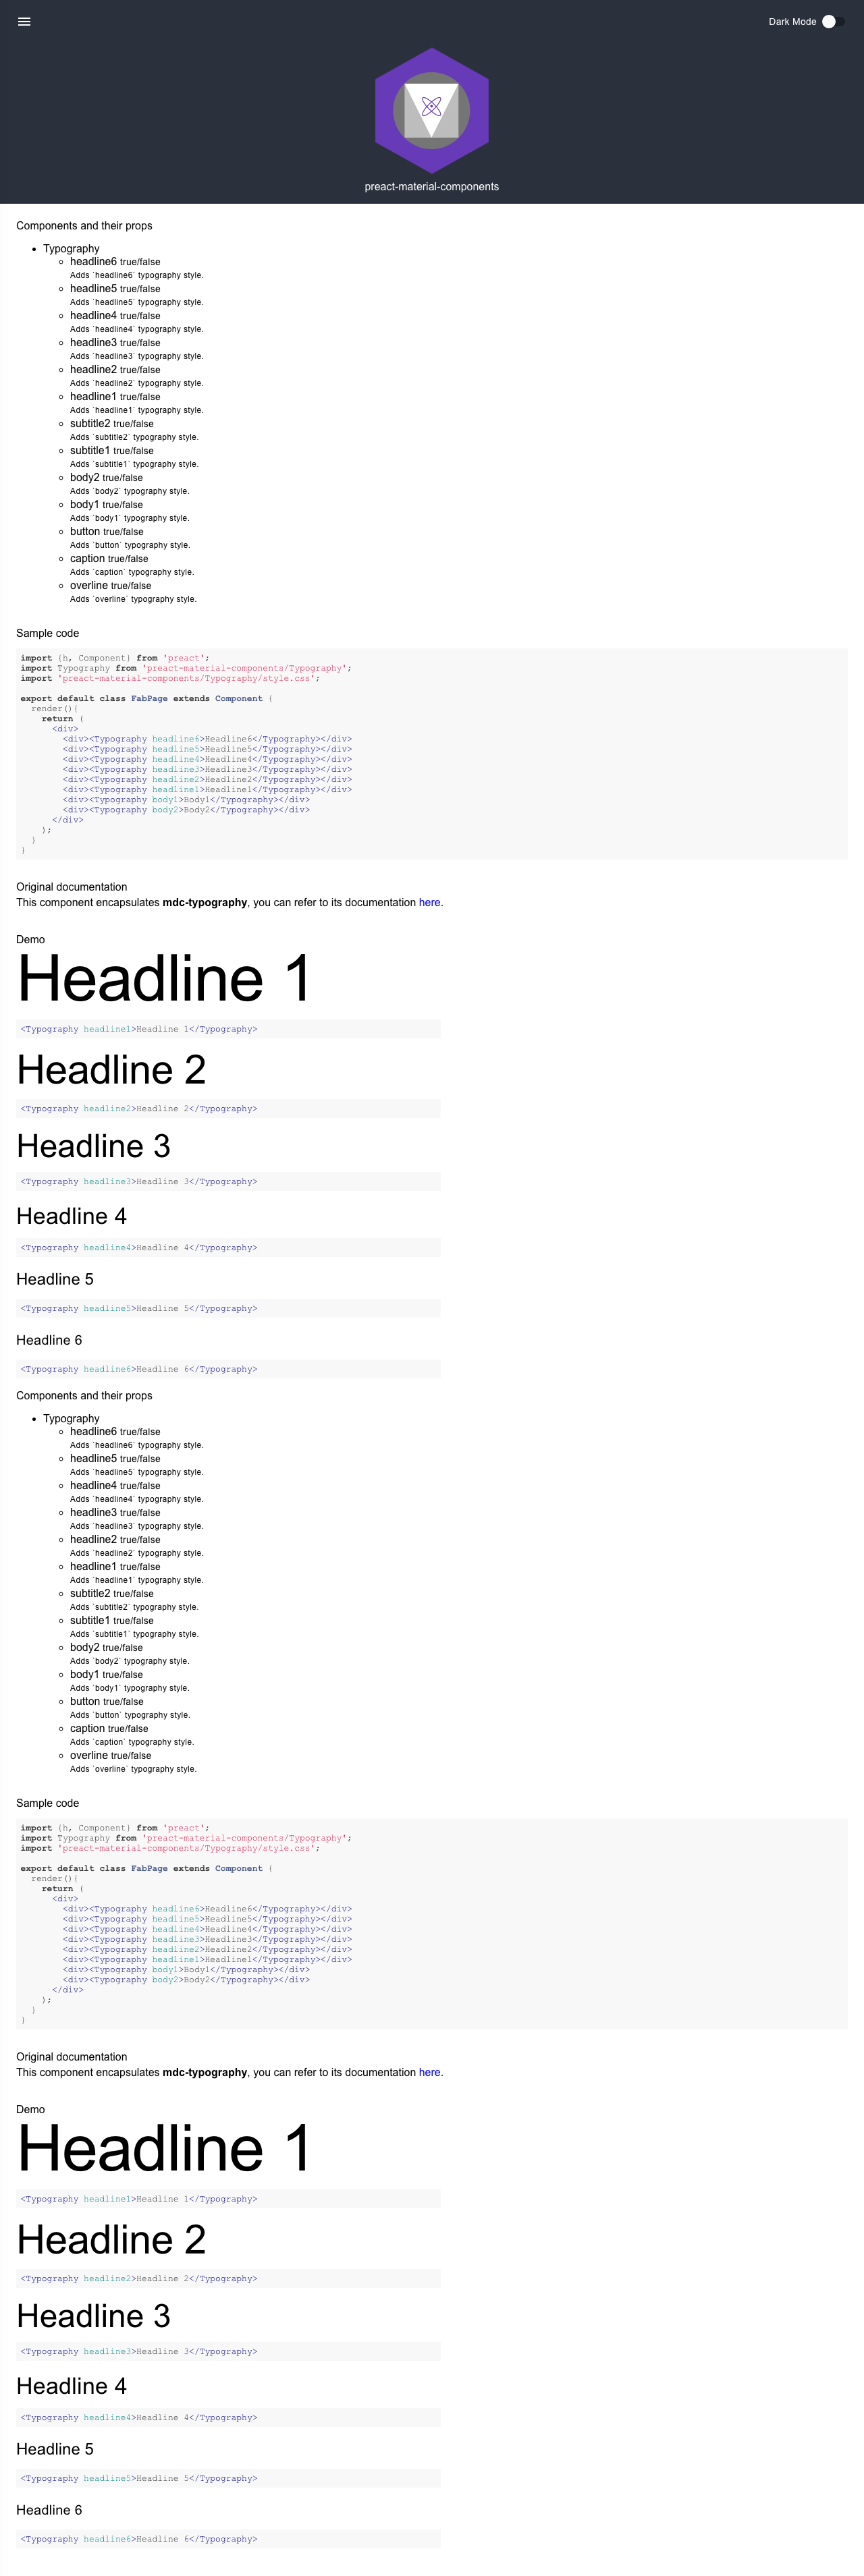 Dark Mode
preact-material-components
Components and their props
Typography
headline6 true/false
Adds `headline6` typography style.
headline5 true/false
Adds `headline5` typography style.
headline4 true/false
Adds `headline4` typography style.
headline3 true/false
Adds `headline3` typography style.
headline2 true/false
Adds `headline2` typography style.
headline1 true/false
Adds `headline1` typography style.
subtitle2 true/false
Adds `subtitle2` typography style.
subtitle1 true/false
Adds `subtitle1` typography style.
body2 true/false
Adds `body2` typography style.
body1 true/false
Adds `body1` typography style.
button true/false
Adds `button` typography style.
caption true/false
Adds `caption` typography style.
overline true/false
Adds `overline` typography style.
Sample code
import {h, Component} from 'preact';
import Typography from 'preact-material-components/Typography';
import 'preact-material-components/Typography/style.css';
export default class FabPage extends Component {
render(){
return (
<div>
<div><Typography headline6>Headline6</Typography></div>
<div><Typography headline5>Headline5</Typography></div>
<div><Typography headline4>Headline4</Typography></div>
<div><Typography headline3>Headline3</Typography></div>
<div><Typography headline2>Headline2</Typography></div>
<div><Typography headline1>Headline1</Typography></div>
<div><Typography body1>Body1</Typography></div>
<div><Typography body2>Body2</Typography></div>
</div>
);
}
}
Original documentation
This component encapsulates mdc-typography, you can refer to its documentation here.
Demo
Headline 1
<Typography headline1>Headline 1</Typography>
Headline 2
<Typography headline2>Headline 2</Typography>
Headline 3
<Typography headline3>Headline 3</Typography>
Headline 4
<Typography headline4>Headline 4</Typography>
Headline 5
<Typography headline5>Headline 5</Typography>
Headline 6
<Typography headline6>Headline 6</Typography>
Components and their props
Typography
headline6 true/false
Adds `headline6` typography style.
headline5 true/false
Adds `headline5` typography style.
headline4 true/false
Adds `headline4` typography style.
headline3 true/false
Adds `headline3` typography style.
headline2 true/false
Adds `headline2` typography style.
headline1 true/false
Adds `headline1` typography style.
subtitle2 true/false
Adds `subtitle2` typography style.
subtitle1 true/false
Adds `subtitle1` typography style.
body2 true/false
Adds `body2` typography style.
body1 true/false
Adds `body1` typography style.
button true/false
Adds `button` typography style.
caption true/false
Adds `caption` typography style.
overline true/false
Adds `overline` typography style.
Sample code
import {h, Component} from 'preact';
import Typography from 'preact-material-components/Typography';
import 'preact-material-components/Typography/style.css';
export default class FabPage extends Component {
render(){
return (
<div>
<div><Typography headline6>Headline6</Typography></div>
<div><Typography headline5>Headline5</Typography></div>
<div><Typography headline4>Headline4</Typography></div>
<div><Typography headline3>Headline3</Typography></div>
<div><Typography headline2>Headline2</Typography></div>
<div><Typography headline1>Headline1</Typography></div>
<div><Typography body1>Body1</Typography></div>
<div><Typography body2>Body2</Typography></div>
</div>
);
}
}
Original documentation
This component encapsulates mdc-typography, you can refer to its documentation here.
Demo
Headline 1
<Typography headline1>Headline 1</Typography>
Headline 2
<Typography headline2>Headline 2</Typography>
Headline 3
<Typography headline3>Headline 3</Typography>
Headline 4
<Typography headline4>Headline 4</Typography>
Headline 5
<Typography headline5>Headline 5</Typography>
Headline 6
<Typography headline6>Headline 6</Typography>